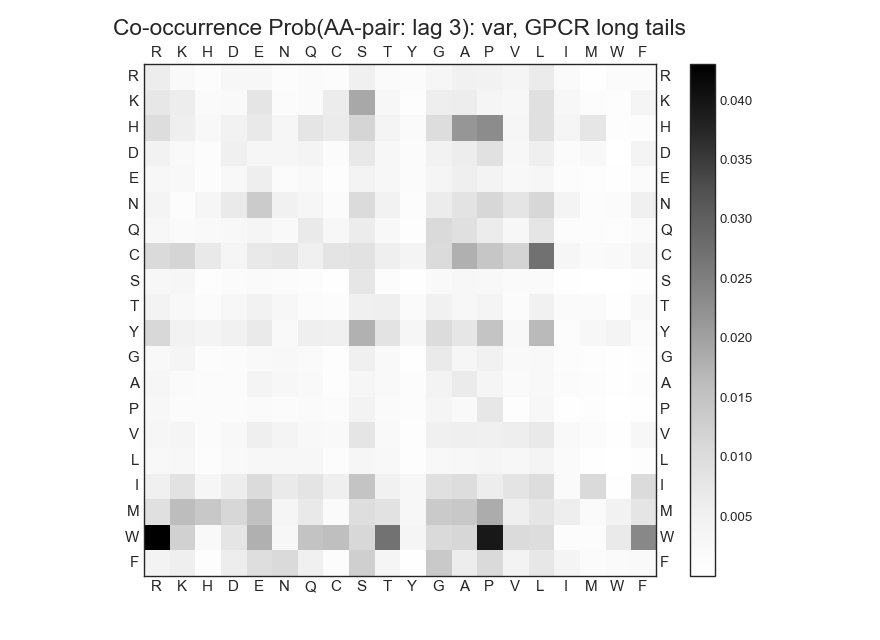 Co-occurrence Prob(AA-pair: lag 3): var, GPCR long tails
R K H D E N Q C S T Y G A P V L I M W F
R R
K K
H H
D D
E E
N N
Q Q
C C
S S
T T
Y Y
G G
A A
P P
V V
L L
I I
M M
W W
F F
R K H D E N Q C S T Y G A P V L I M W F
0.040
0.035
0.030
0.025
0.020
0.015
0.010
0.005